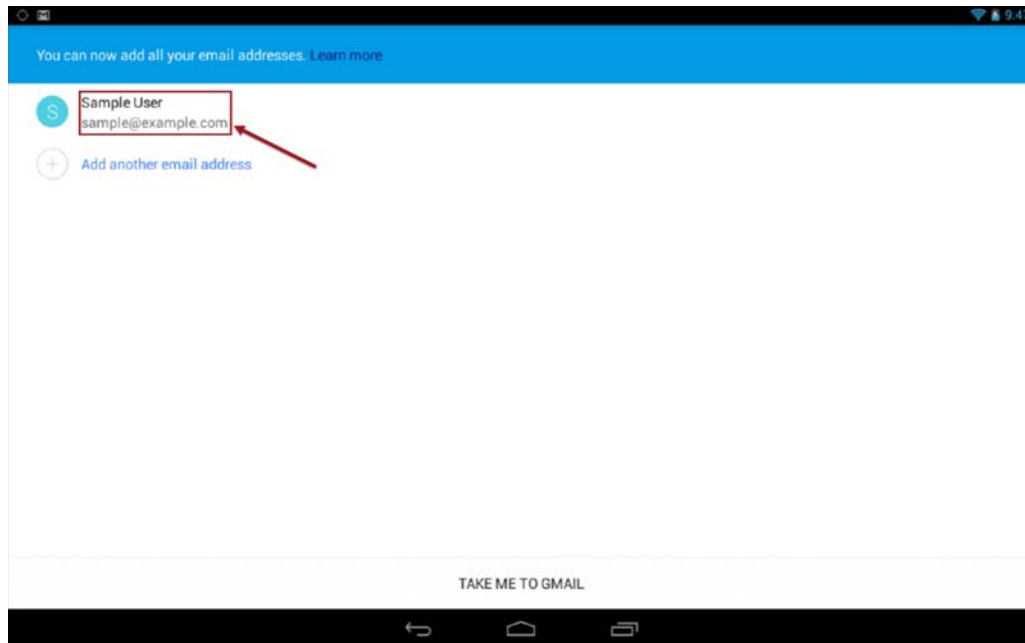 9:4
You can now add all your email addresses. Learn more
S
Sample User
sample@example.com
Add another email address
TAKE ME TO GMAIL